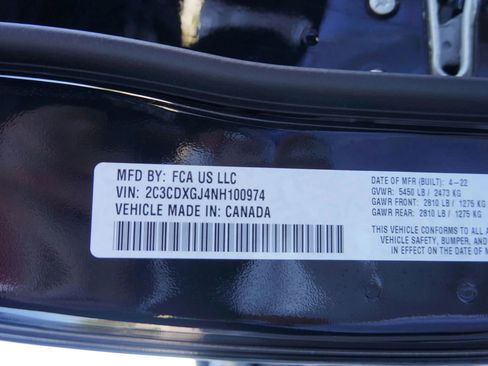 MFD BY: FCA US LLC
VIN: 2C3CDXGJ4NH100974
VEHICLE MADE IN: CANADA
DATE OF MFR (BUILT): 4-22
GVWR: 5450 LB / 2473 KG
GAWR FRONT: 2810 LB / 1275 KG
GAWR REAR: 2810 LB / 1275 KG
THIS VEHICLE CONFORMS TO ALL
VEHICLE SAFETY, BUMPER, AND
IN EFFECT ON THE DATE OF